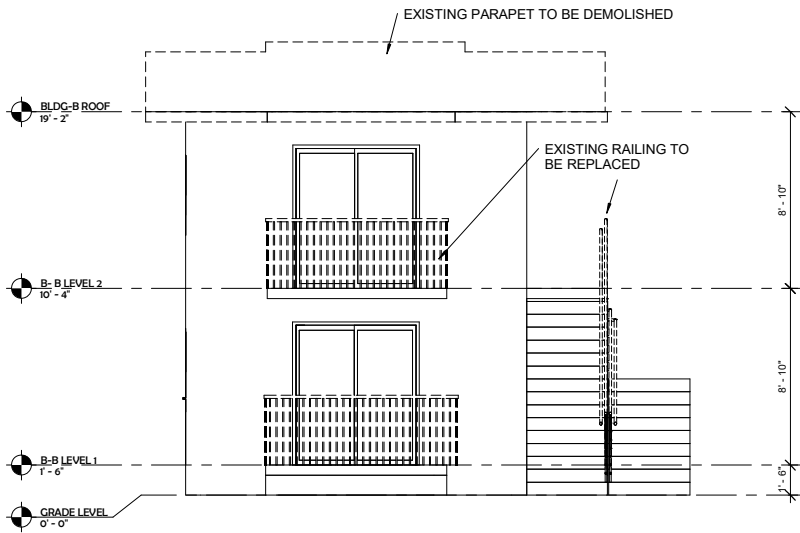 EXISTING PARAPET TO BE DEMOLISHED
BLDG-B ROOF
19' - 2"
EXISTING RAILING TO
BE REPLACED
8' - 10"
B- B LEVEL 2
10' - 4"
8' - 10"
B-B LEVEL 1
1' - 6"
1' - 6"
GRADE LEVEL
0' - 0"